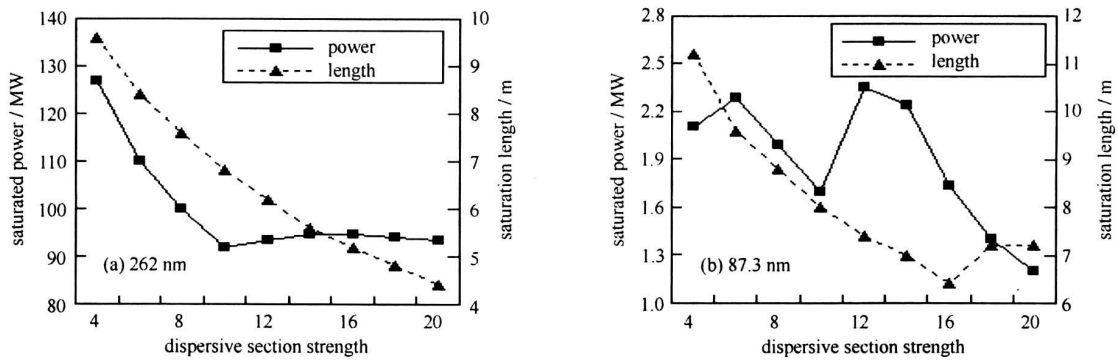 140
130
120
110
100
90
80
saturated power / MW
10
9
8
7
6
5
4
saturation length / m
power
length
(a) 262 nm
4 8 12 16 20
dispersive section strength
2.8
2.5
2.2
1.9
1.6
1.3
1.0
saturated power / MW
12
11
10
9
8
7
6
saturation length / m
power
length
(b) 87.3 nm
4 8 12 16 20
dispersive section strength